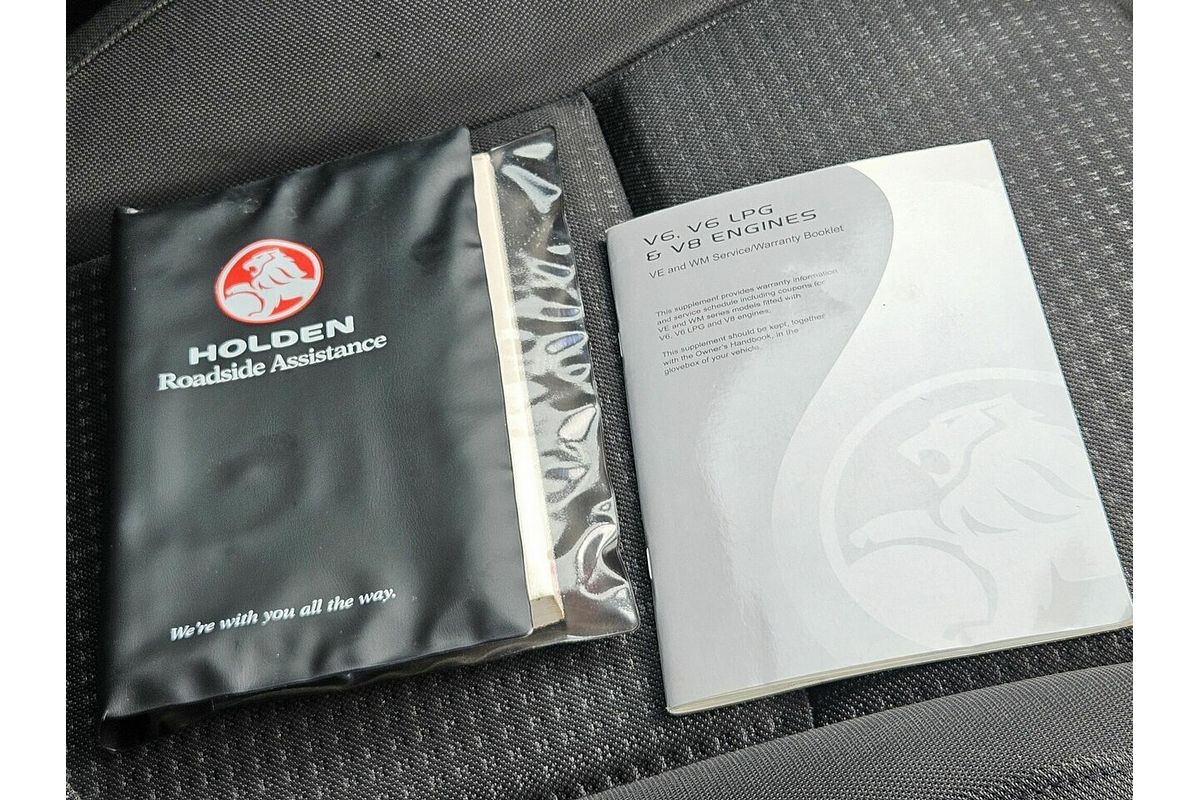 HOLDEN
Roadside Assistance
We're with you all the way.
V6, V6 LPG
& V8 ENGINES
VE and WM Service/Warranty Booklet
This supplement provides warranty information
and service schedule including coupons for
VE and WM series models fitted with
V6, V6 LPG and V8 engines;
This supplement should be kept, together
with the Owner's Handbook, in the
glovebox of your vehicle.